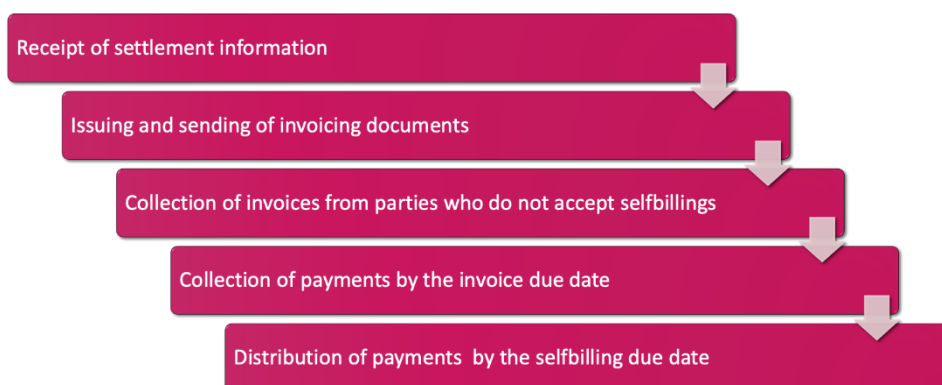 Receipt of settlement information
Issuing and sending of invoicing documents
Collection of invoices from parties who do not accept selfbillings
Collection of payments by the invoice due date
Distribution of payments  by the selfbilling due date